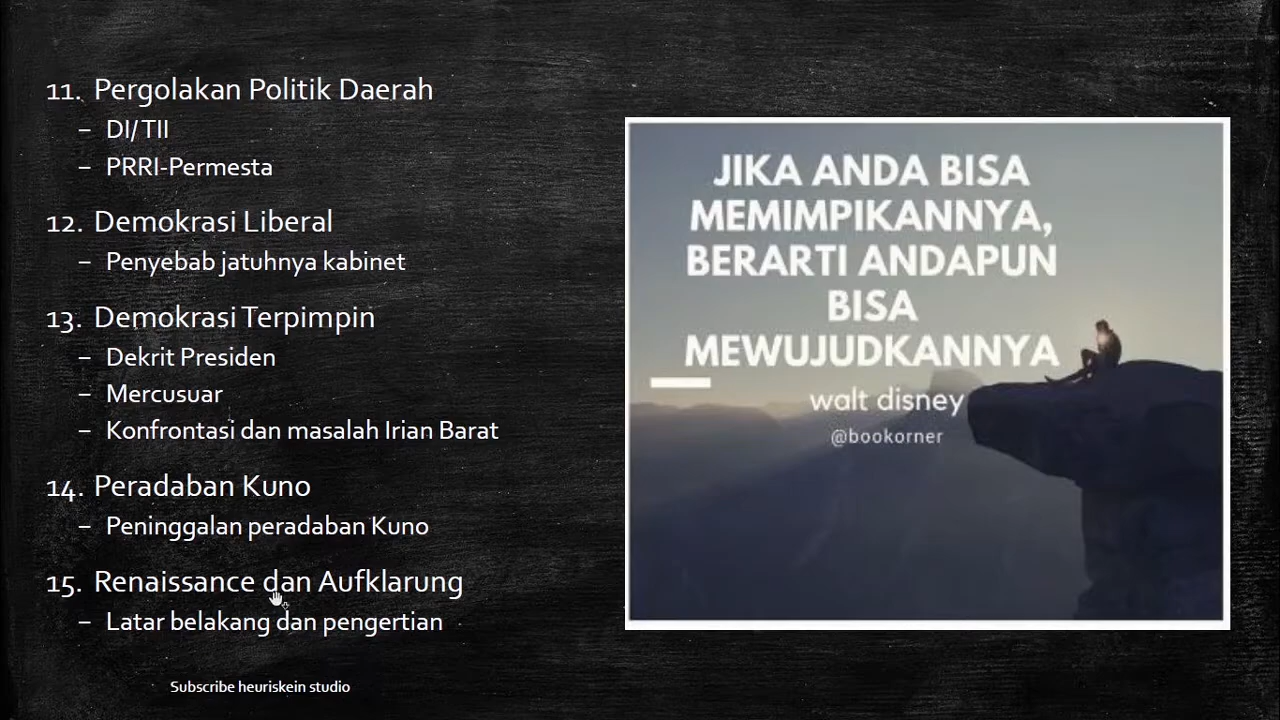 11. Pergolakan Politik Daerah
– DI/TII
– PRRI-Permesta
12. Demokrasi Liberal
– Penyebab jatuhnya kabinet
13. Demokrasi Terpimpin
– Dekrit Presiden
– Mercusuar
– Konfrontasi dan masalah Irian Barat
14. Peradaban Kuno
– Peninggalan peradaban Kuno
15. Renaissance dan Aufklarung
– Latar belakang dan pengertian
Subscribe heuriskein studio
JIKA ANDA BISA
MEMIMPIKANNYA,
BERARTI ANDAPUN
BISA
MEWUJUDKANNYA
walt disney
@bookorner